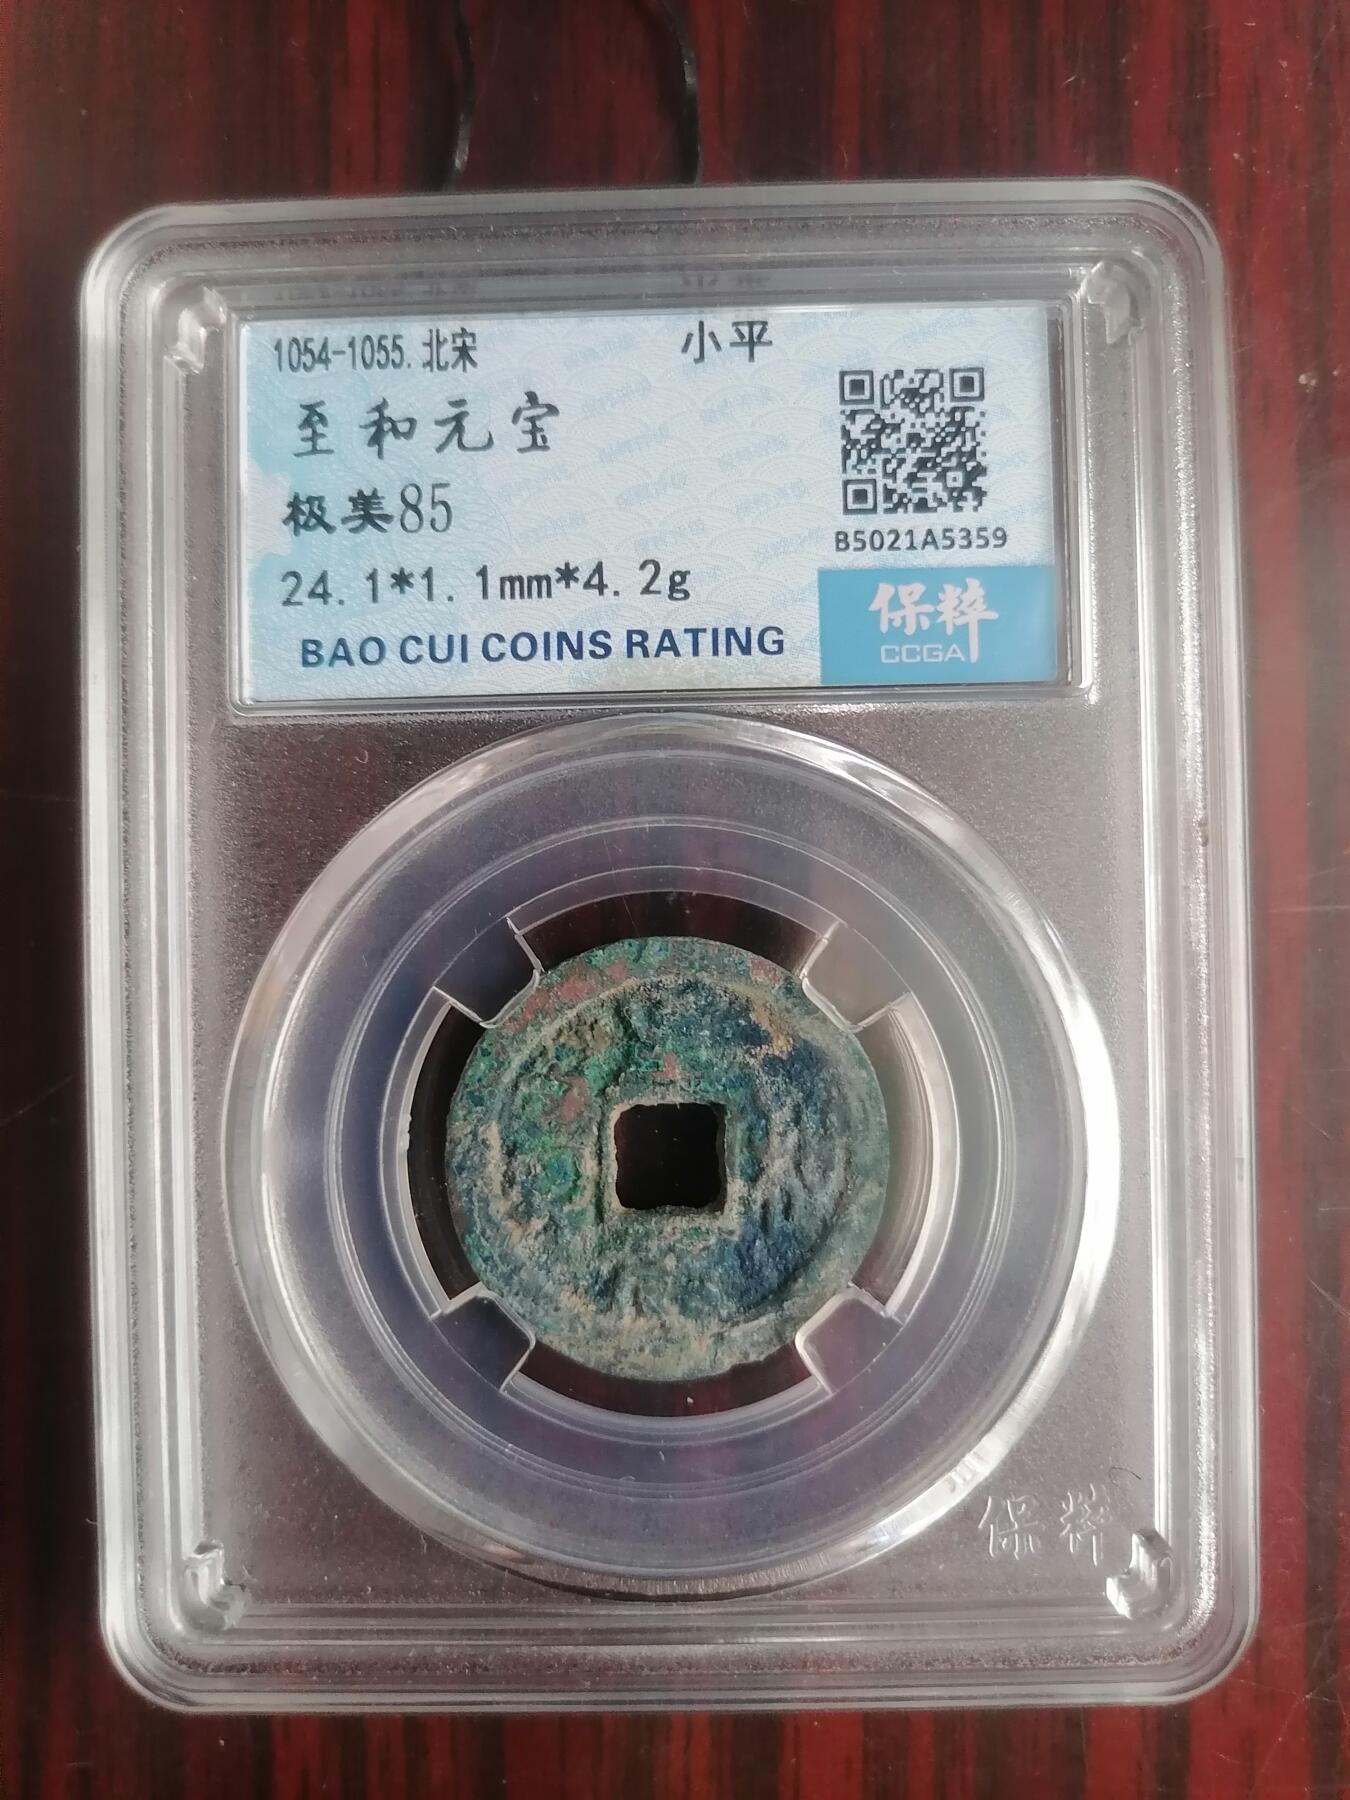 1054-1055.北宋 小平
至和元宝
极美85
24.1*1.1mm*4.2g
BAO CUI COINS RATING
B5021A5359
保粹
CCGA
保粹